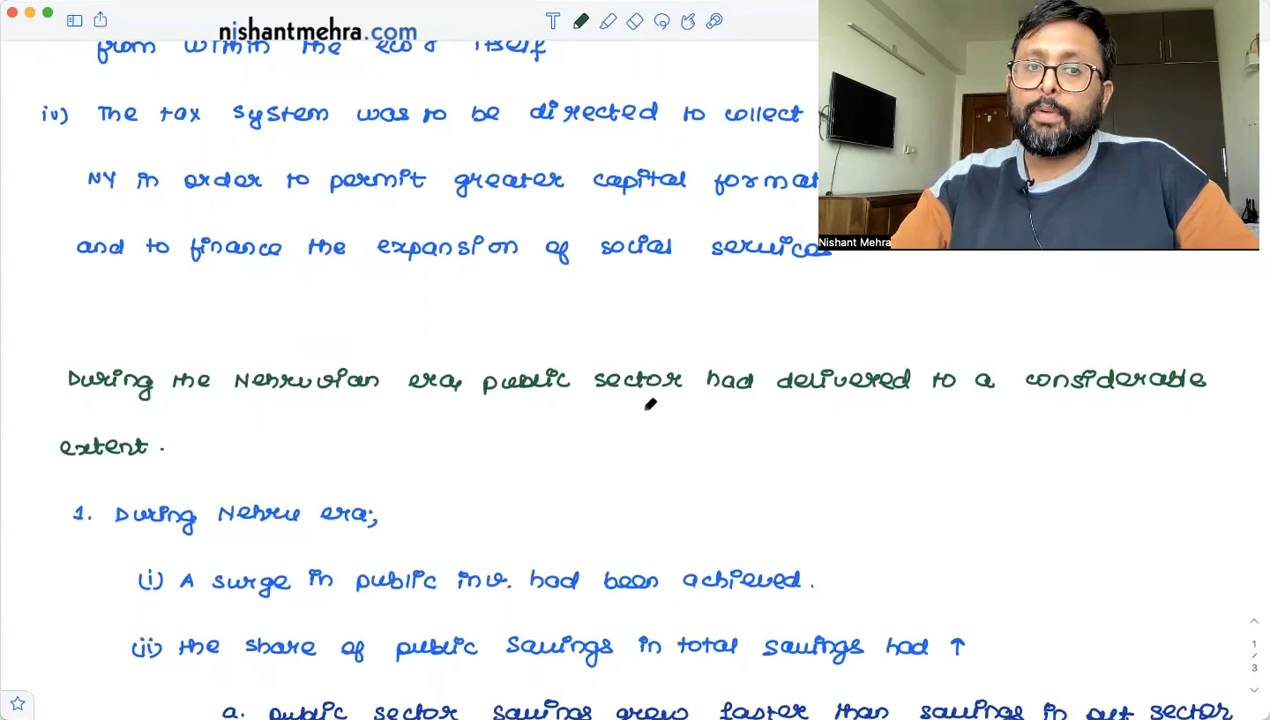 nishantmehra.com
from within the eco itself
iv) The tax system was to be directed to collect
NY in order to permit greater capital format
and to finance the expansion of social services
Nishant Mehra
During the Nehruvian era, public sector had delivered to a considerable
extent.
1. During Nehru era;
(i) A surge in public inv. had been achieved.
(ii) the share of public savings in total savings had ↑
1
/
3
a. public sector savings grew faster than savings in pvt sector